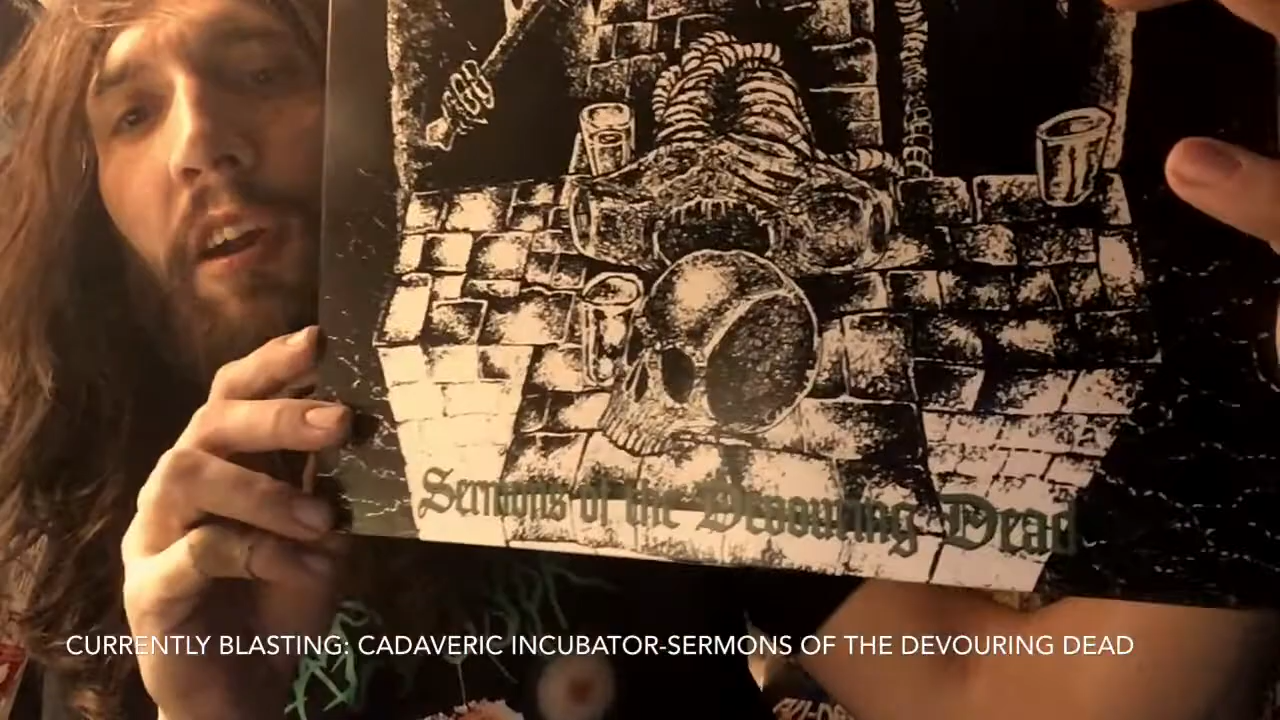 Sermons of the Devouring Dead
CURRENTLY BLASTING: CADAVERIC INCUBATOR-SERMONS OF THE DEVOURING DEAD